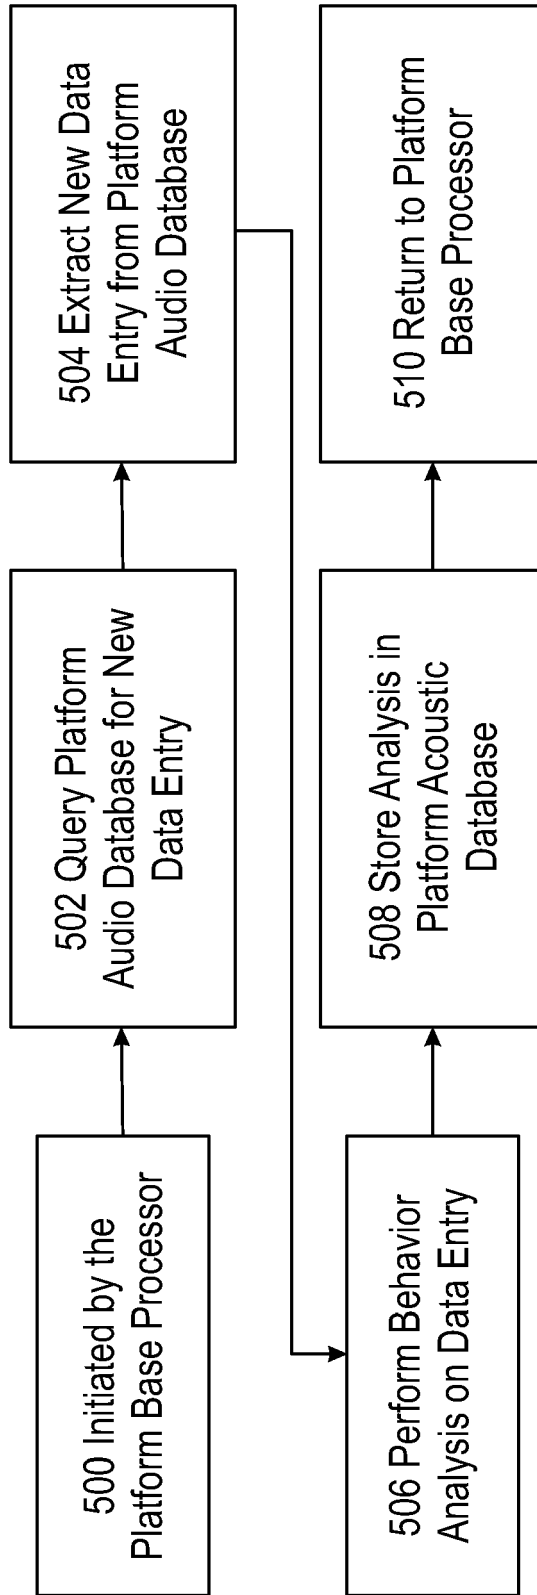 500 Initiated by the
Platform Base Processor
502 Query Platform
Audio Database for New
Data Entry
504 Extract New Data
Entry from Platform
Audio Database
506 Perform Behavior
Analysis on Data Entry
508 Store Analysis in
Platform Acoustic
Database
510 Return to Platform
Base Processor